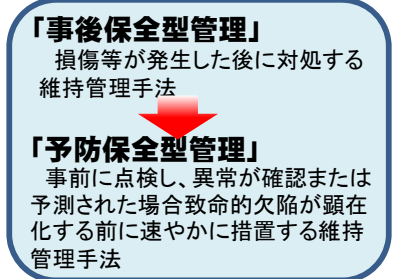 「事後保全型管理」
損傷等が発生した後に対処する
維持管理手法
「予防保全型管理」
事前に点検し、異常が確認または
予測された場合致命的欠陥が顕在
化する前に速やかに措置する維持
管理手法